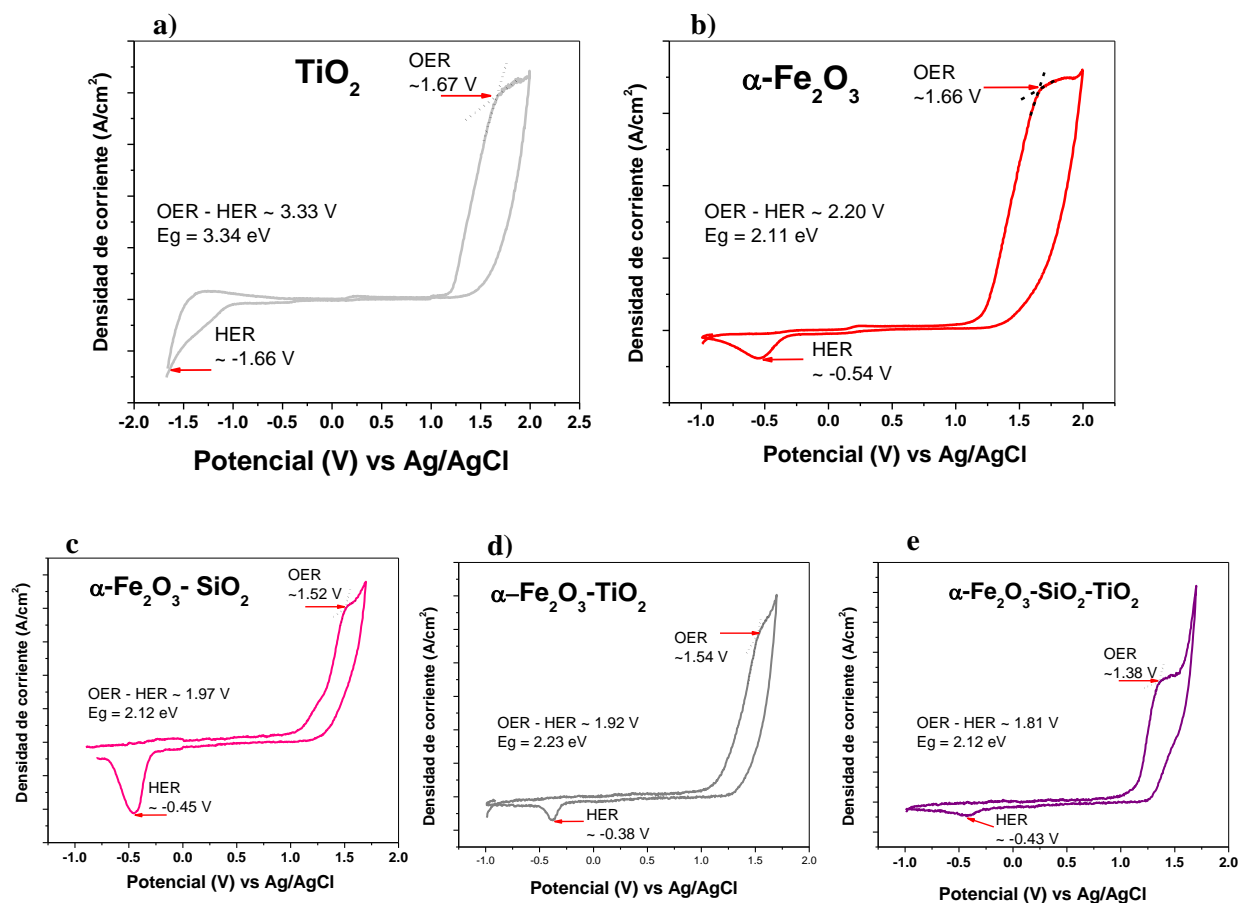 a)
TiO₂
OER
~1.67 V
OER - HER ~ 3.33 V
Eg = 3.34 eV
HER
~ -1.66 V
Densidad de corriente (A/cm²)
-2.0 -1.5 -1.0 -0.5 0.0 0.5 1.0 1.5 2.0 2.5
Potencial (V) vs Ag/AgCl
b)
α-Fe₂O₃
OER
~1.66 V
OER - HER ~ 2.20 V
Eg = 2.11 eV
HER
~ -0.54 V
Densidad de corriente (A/cm²)
-1.0 -0.5 0.0 0.5 1.0 1.5 2.0
Potencial (V) vs Ag/AgCl
c
α-Fe₂O₃- SiO₂
OER
~1.52 V
OER - HER ~ 1.97 V
Eg = 2.12 eV
HER
~ -0.45 V
Densidad de corriente (A/cm²)
-1.0 -0.5 0.0 0.5 1.0 1.5 2.0
Potencial (V) vs Ag/AgCl
d)
α–Fe₂O₃-TiO₂
OER
~1.54 V
OER - HER ~ 1.92 V
Eg = 2.23 eV
HER
~ -0.38 V
Densidad de corriente (A/cm²)
-1.0 -0.5 0.0 0.5 1.0 1.5 2.0
Potencial (V) vs Ag/AgCl
e
α-Fe₂O₃-SiO₂-TiO₂
OER
~1.38 V
OER - HER ~ 1.81 V
Eg = 2.12 eV
HER
~ -0.43 V
Densidad de corriente (A/cm²)
-1.0 -0.5 0.0 0.5 1.0 1.5 2.0
Potencial (V) vs Ag/AgCl